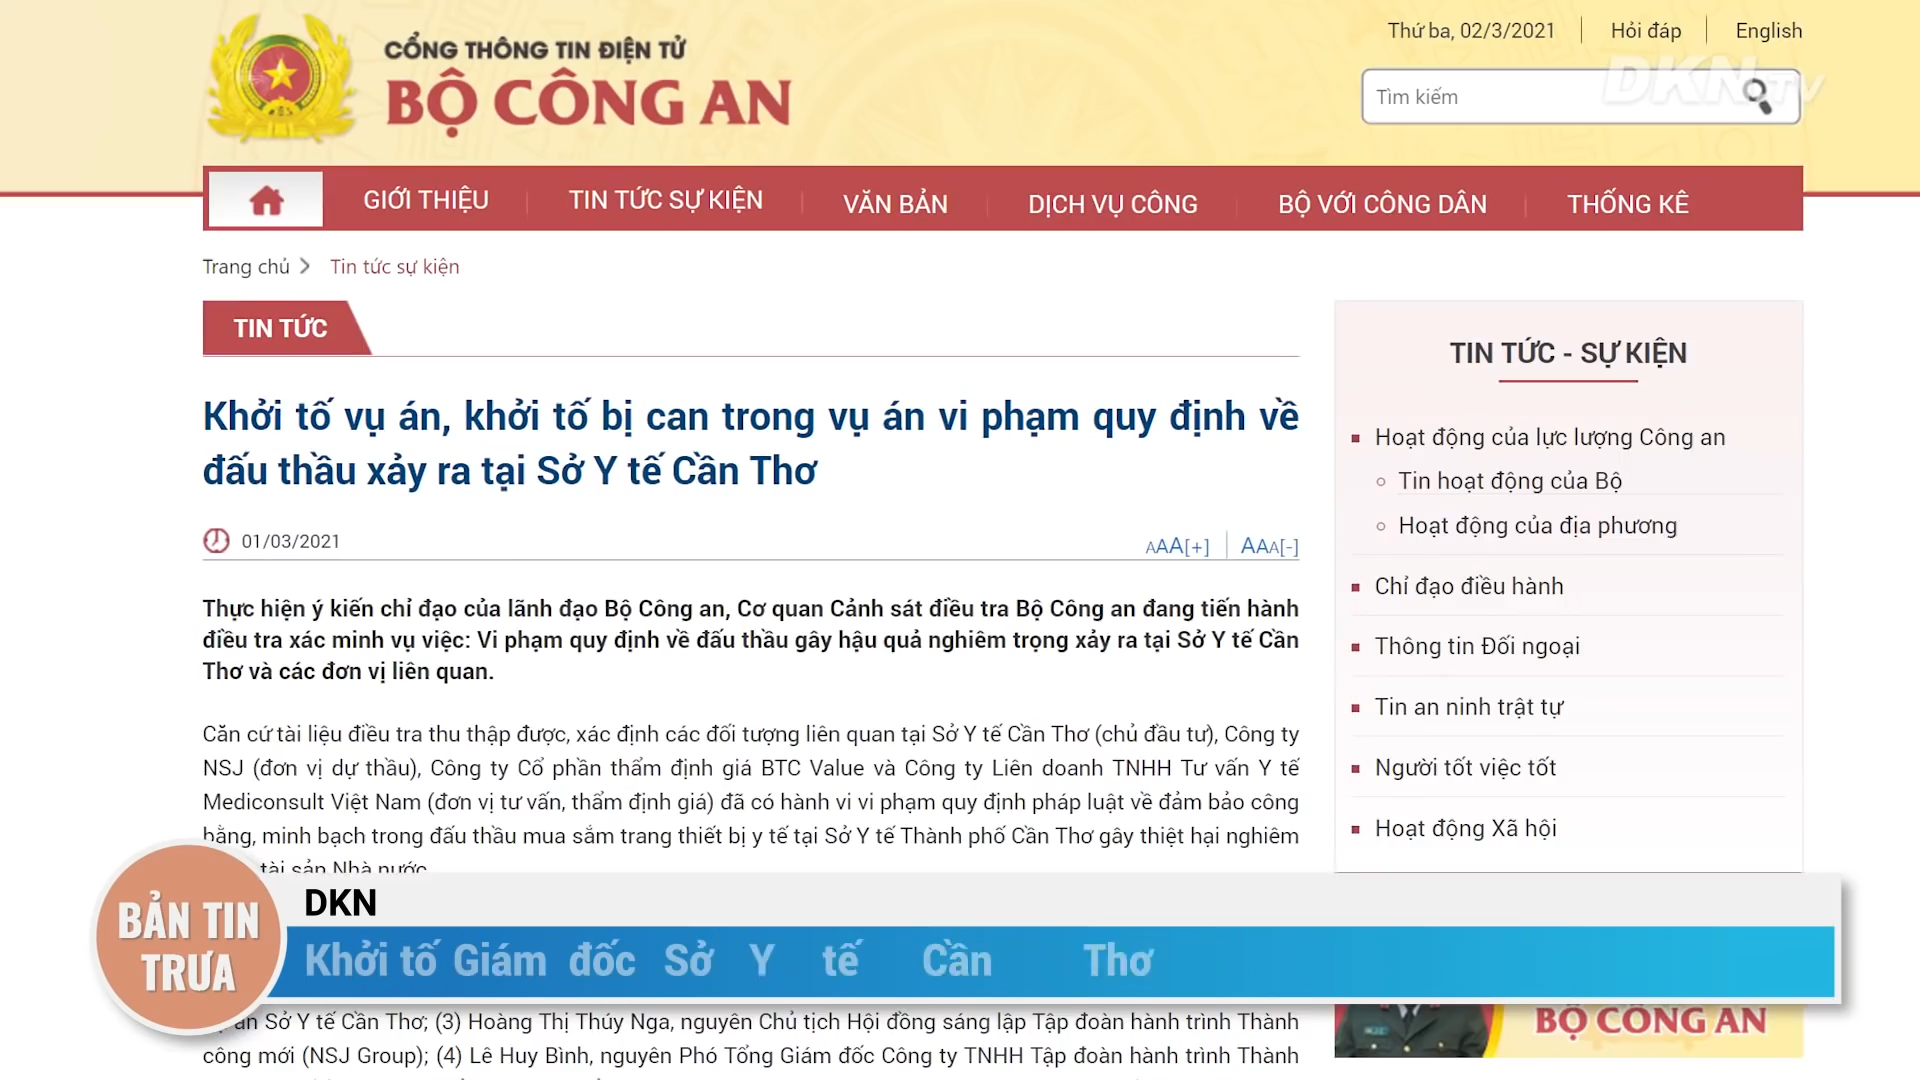 CỔNG THÔNG TIN ĐIỆN TỬ
BỘ CÔNG AN
Thứ ba, 02/3/2021
Hỏi đáp
English
Tìm kiếm
DKN.TV
GIỚI THIỆU
TIN TỨC SỰ KIỆN
VĂN BẢN
DỊCH VỤ CÔNG
BỘ VỚI CÔNG DÂN
THỐNG KÊ
Trang chủ
Tin tức sự kiện
TIN TỨC
Khởi tố vụ án, khởi tố bị can trong vụ án vi phạm quy định về
đấu thầu xảy ra tại Sở Y tế Cần Thơ
01/03/2021
AAA[+]
AAA[-]
Thực hiện ý kiến chỉ đạo của lãnh đạo Bộ Công an, Cơ quan Cảnh sát điều tra Bộ Công an đang tiến hành
điều tra xác minh vụ việc: Vi phạm quy định về đấu thầu gây hậu quả nghiêm trọng xảy ra tại Sở Y tế Cần
Thơ và các đơn vị liên quan.
Căn cứ tài liệu điều tra thu thập được, xác định các đối tượng liên quan tại Sở Y tế Cần Thơ (chủ đầu tư), Công ty
NSJ (đơn vị dự thầu), Công ty Cổ phần thẩm định giá BTC Value và Công ty Liên doanh TNHH Tư vấn Y tế
Mediconsult Việt Nam (đơn vị tư vấn, thẩm định giá) đã có hành vi vi phạm quy định pháp luật về đảm bảo công
bằng, minh bạch trong đấu thầu mua sắm trang thiết bị y tế tại Sở Y tế Thành phố Cần Thơ gây thiệt hại nghiêm
tài sản Nhà nước.
TIN TỨC - SỰ KIỆN
Hoạt động của lực lượng Công an
Tin hoạt động của Bộ
Hoạt động của địa phương
Chỉ đạo điều hành
Thông tin Đối ngoại
Tin an ninh trật tự
Người tốt việc tốt
Hoạt động Xã hội
BẢN TIN
TRƯA
DKN
Khởi tố Giám đốc Sở Y tế Cần Thơ
án Sở Y tế Cần Thơ; (3) Hoàng Thị Thúy Nga, nguyên Chủ tịch Hội đồng sáng lập Tập đoàn hành trình Thành
công mới (NSJ Group); (4) Lê Huy Bình, nguyên Phó Tổng Giám đốc Công ty TNHH Tập đoàn hành trình Thành
BỘ CÔNG AN